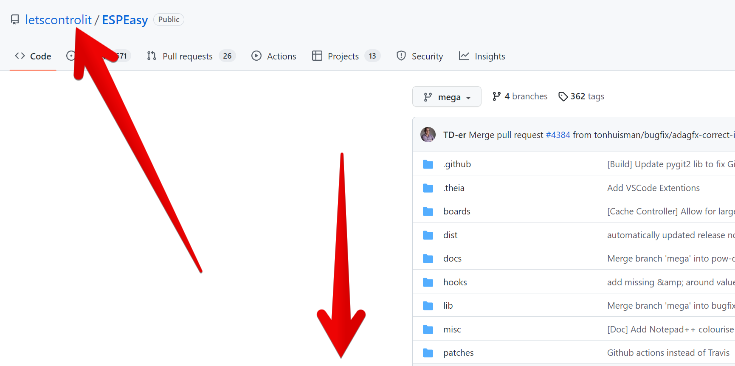 letscontrolit / ESPEasy Public
Code 571 Pull requests 26 Actions Projects 13 Security Insights
mega 4 branches 362 tags
TD-er Merge pull request #4384 from tonhuisman/bugfix/adagfx-correct-i
.github [Build] Update pygit2 lib to fix Gi
.theia Add VSCode Extentions
boards [Cache Controller] Allow for large
dist automatically updated release no
docs Merge branch 'mega' into pow-c
hooks add missing &amp; around value
lib Merge branch 'mega' into bugfix
misc [Doc] Add Notepad++ colourise
patches Github actions instead of Travis